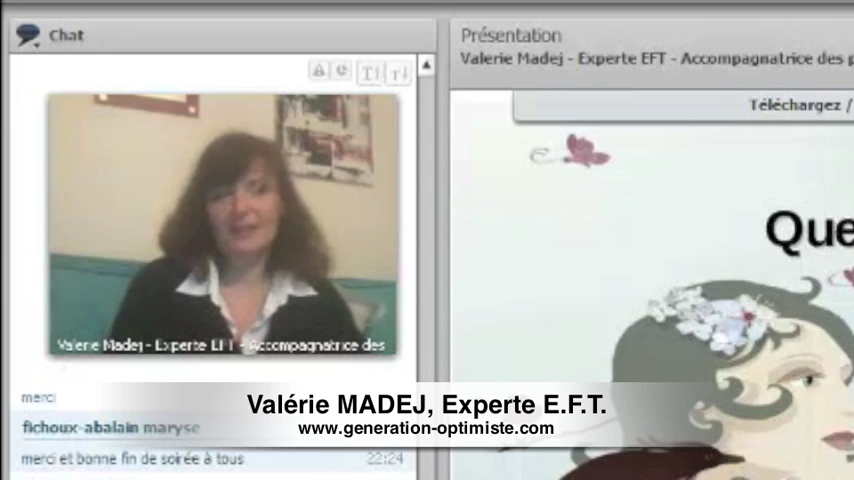 Chat
Présentation
Valerie Madej - Experte EFT - Accompagnatrice des p
Téléchargez /
Que
Valerie Madej - Experte EFT - Accompagnatrice des
merci
Valérie MADEJ, Experte E.F.T.
www.generation-optimiste.com
fichoux-abalain maryse
merci et bonne fin de soirée à tous
22:24